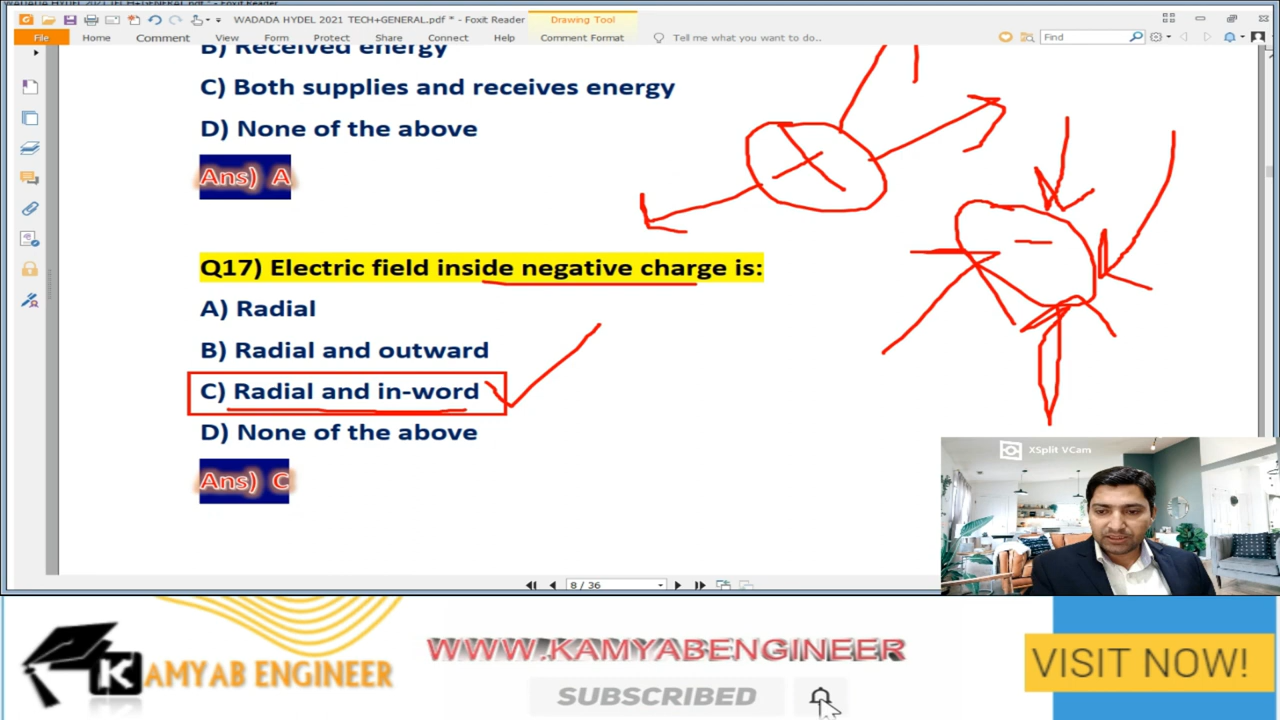 WADADA HYDEL 2021 TECH+GENERAL.pdf * - Foxit Reader
Drawing Tool
File Home Comment View Form Protect Share Connect Help Comment Format Tell me what you want to do... Find
B) Received energy
C) Both supplies and receives energy
D) None of the above
Ans) A
Q17) Electric field inside negative charge is:
A) Radial
B) Radial and outward
C) Radial and in-word
D) None of the above
Ans) C
XSplit VCam
8 / 36
KAMYAB ENGINEER
WWW.KAMYABENGINEER
SUBSCRIBED
VISIT NOW!